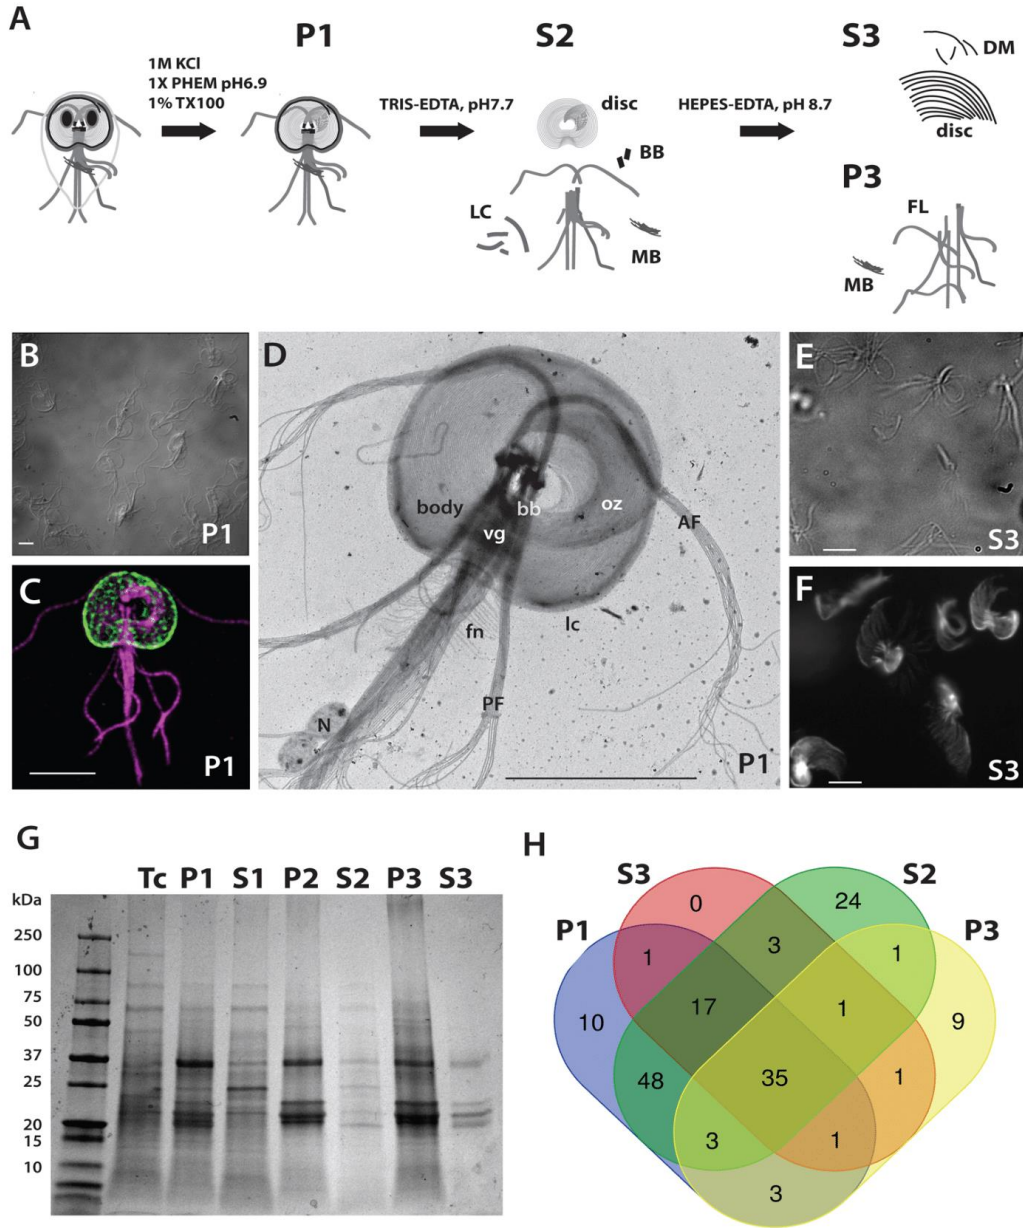 A
P1
S2
S3
1M KCl
1X PHEM pH6.9
1% TX100
TRIS-EDTA, pH7.7
disc
HEPES-EDTA, pH 8.7
DM
disc
BB
LC
MB
P3
FL
MB
B
P1
C
P1
D
body
bb
vg
oz
AF
fn
lc
PF
N
P1
E
S3
F
S3
G
Tc P1 S1 P2 S2 P3 S3
kDa
250
100
75
50
37
25
20
15
10
H
S3
S2
P1
P3
0
24
1
3
1
10
17
1
9
48
35
1
3
1
3